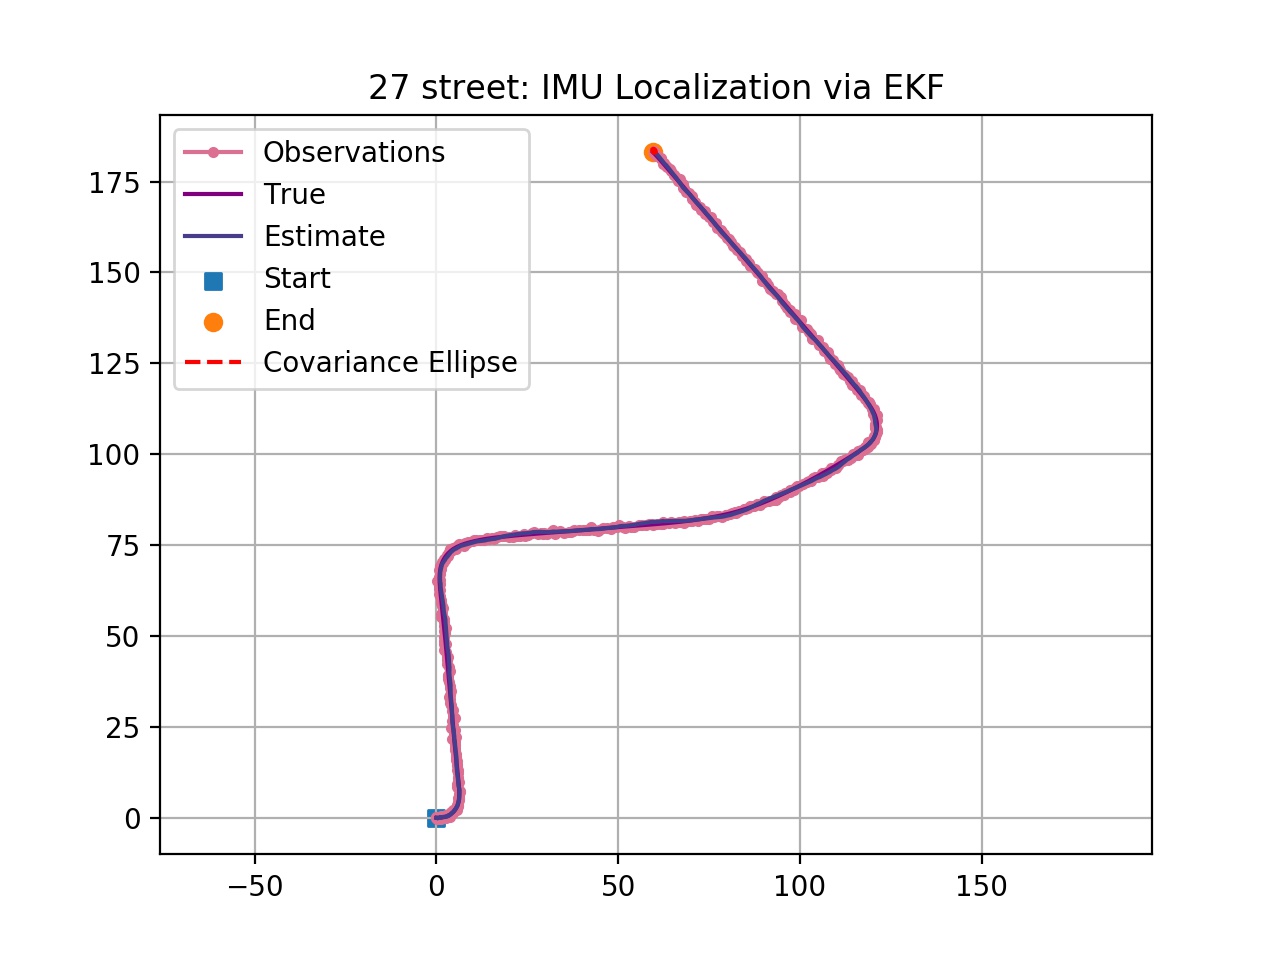 27 street: IMU Localization via EKF
Observations
True
Estimate
Start
End
Covariance Ellipse
175
150
125
100
75
50
25
0
−50 0 50 100 150